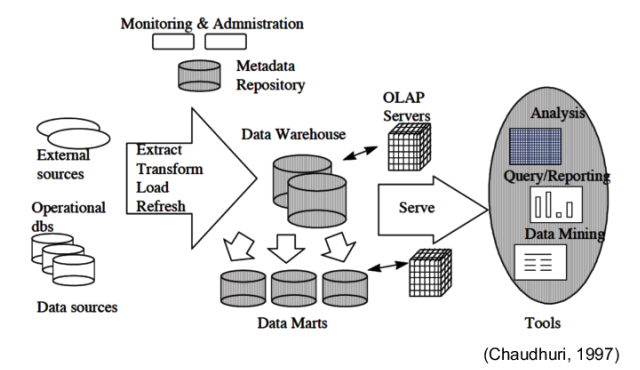 Monitoring & Admnistration
Metadata
Repository
OLAP
Servers
Data Warehouse
External
sources
Extract
Transform
Load
Refresh
Operational
dbs
Data sources
Serve
Data Marts
Analysis
Query/Reporting
Data Mining
Tools
(Chaudhuri, 1997)